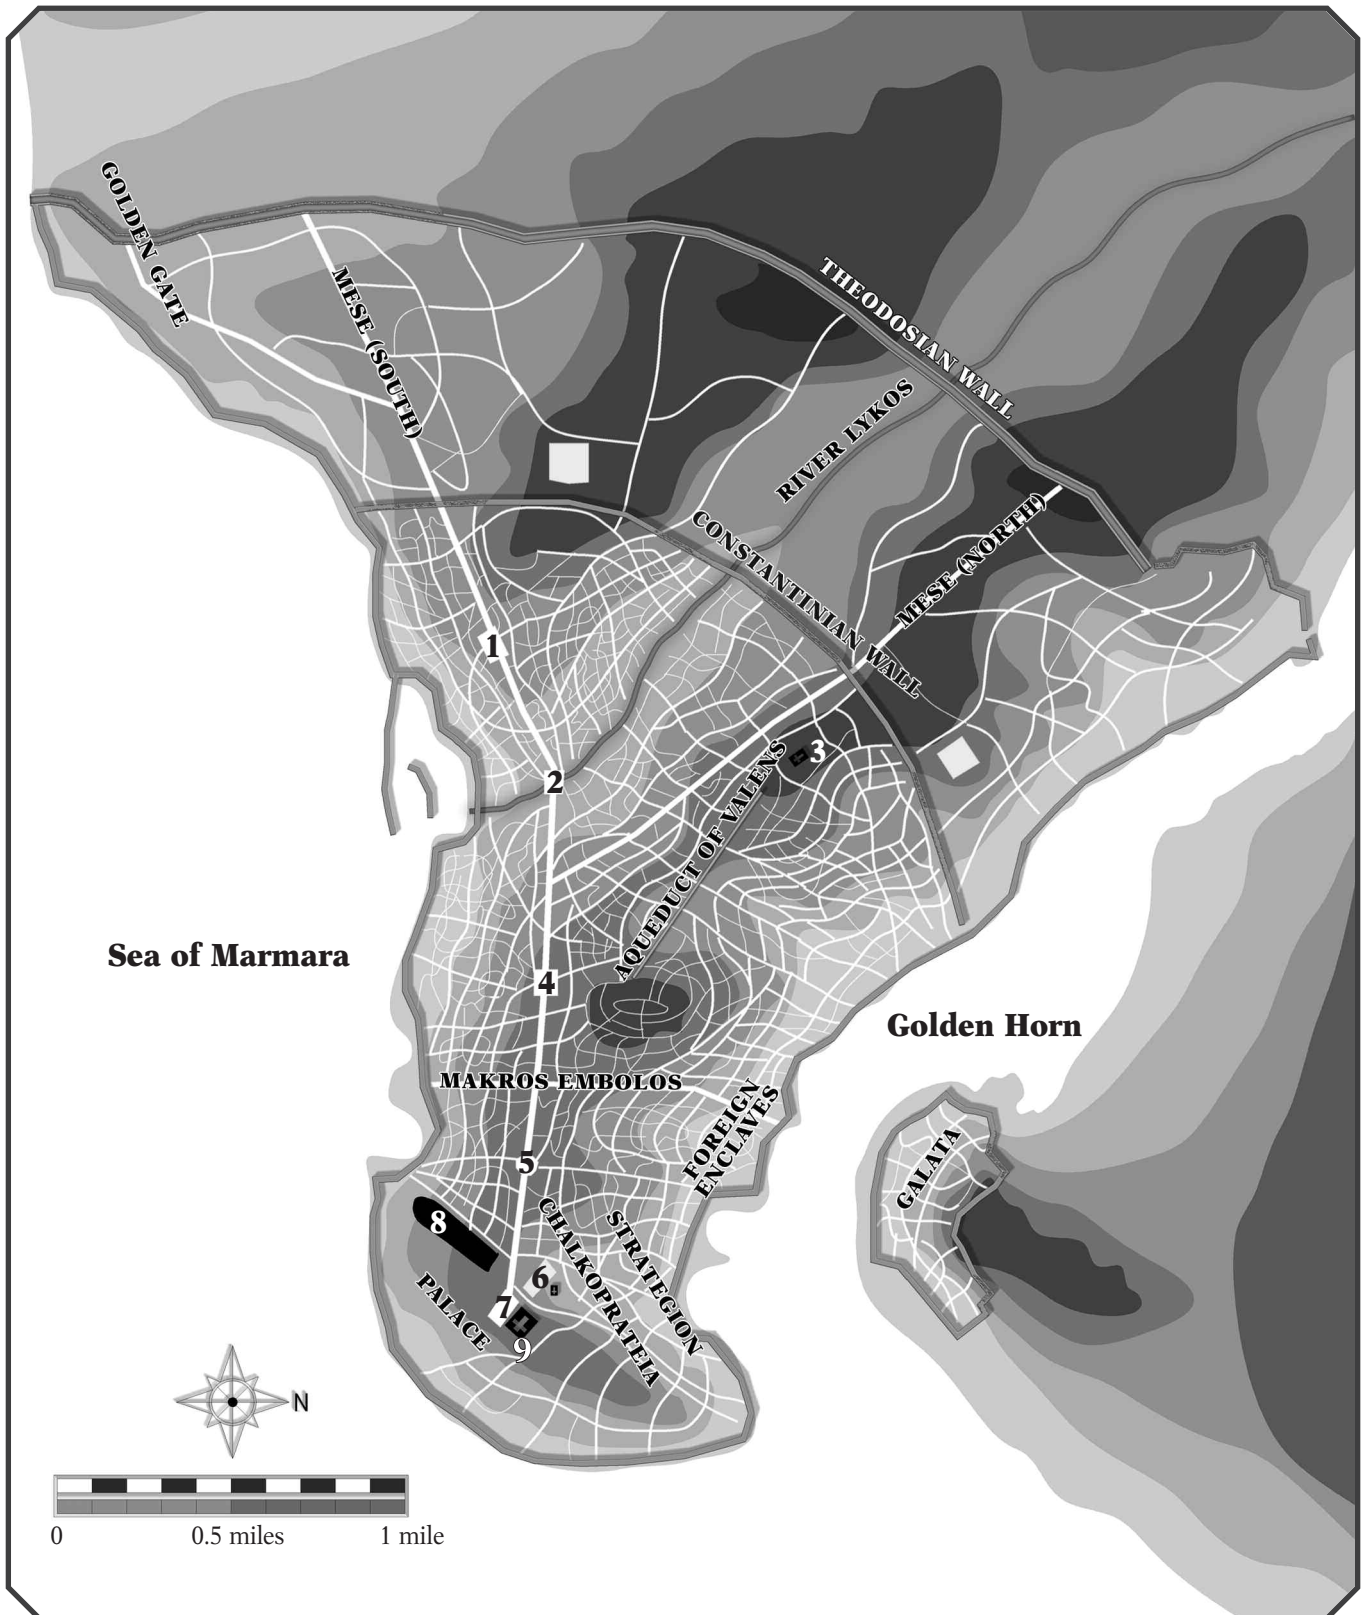 GOLDEN GATE
MESE (SOUTH)
THEODOSIAN WALL
RIVER LYKOS
CONSTANTINIAN WALL
MESE (NORTH)
1
2
3
AQUEDUCT OF VALENS
Sea of Marmara
4
Golden Horn
MAKROS EMBOLOS
FOREIGN
ENCLAVES
GALATA
5
8
CHALKOPRATEIA
STRATEGION
6
7
PALACE
9
N
0
0.5 miles
1 mile